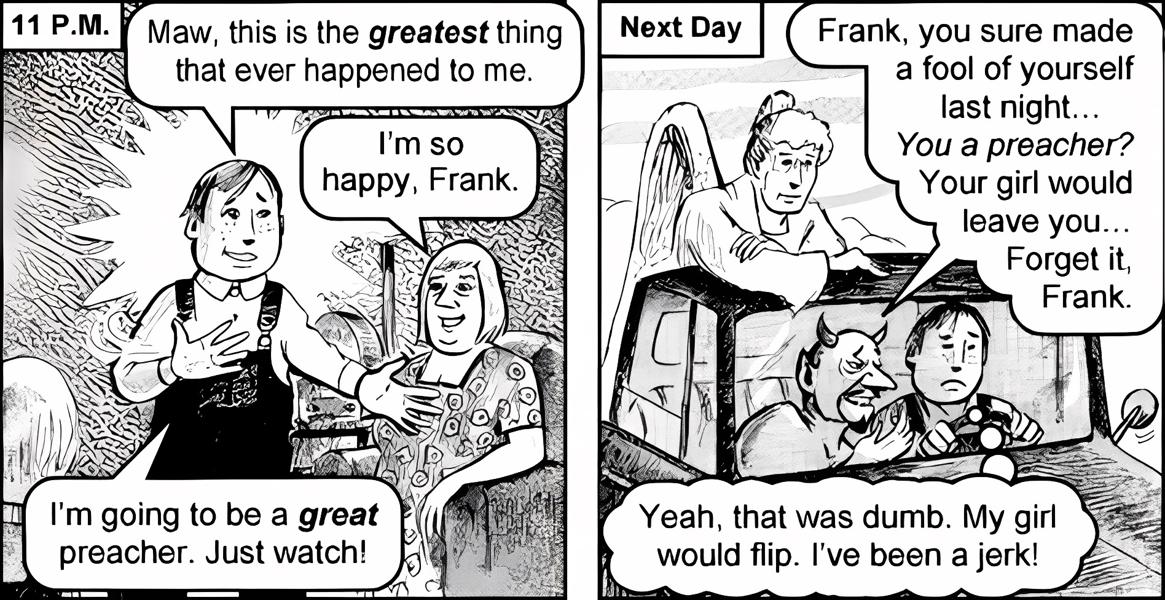 11 P.M.
Maw, this is the greatest thing
that ever happened to me.
I'm so
happy, Frank.
I'm going to be a great
preacher. Just watch!
Next Day
Frank, you sure made
a fool of yourself
last night...
You a preacher?
Your girl would
leave you...
Forget it,
Frank.
Yeah, that was dumb. My girl
would flip. I've been a jerk!